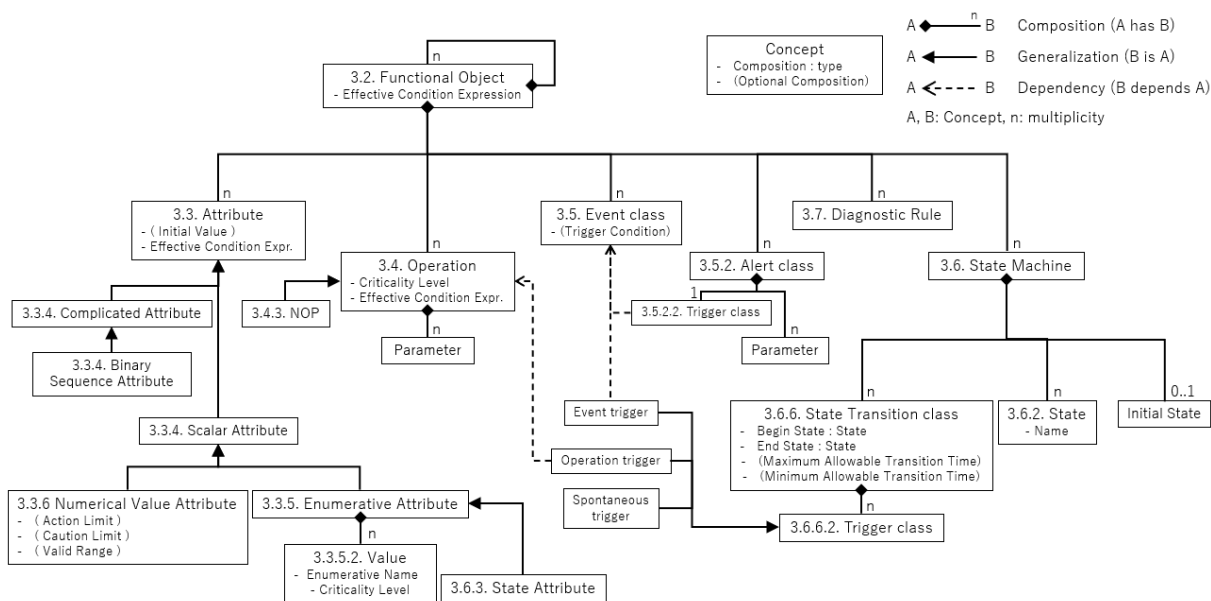 n
3.2. Functional Object
- Effective Condition Expression
Concept
- Composition : type
- (Optional Composition)
A n B Composition (A has B)
A B Generalization (B is A)
A B Dependency (B depends A)
A, B: Concept, n: multiplicity
n
3.3. Attribute
- ( Initial Value )
- Effective Condition Expr.
n
3.4. Operation
- Criticality Level
- Effective Condition Expr.
n
3.5. Event class
- (Trigger Condition)
n
3.5.2. Alert class
n
3.7. Diagnostic Rule
n
3.6. State Machine
3.3.4. Complicated Attribute
3.3.4. Binary
Sequence Attribute
3.4.3. NOP
n
Parameter
1
3.5.2.2. Trigger class
n
Parameter
3.3.4. Scalar Attribute
Event trigger
Operation trigger
Spontaneous
trigger
n
3.6.6. State Transition class
- Begin State : State
- End State : State
- (Maximum Allowable Transition Time)
- (Minimum Allowable Transition Time)
n
3.6.2. State
- Name
0..1
Initial State
3.3.6 Numerical Value Attribute
- ( Action Limit )
- ( Caution Limit )
- ( Valid Range )
3.3.5. Enumerative Attribute
n
3.3.5.2. Value
- Enumerative Name
- Criticality Level
3.6.3. State Attribute
n
3.6.6.2. Trigger class